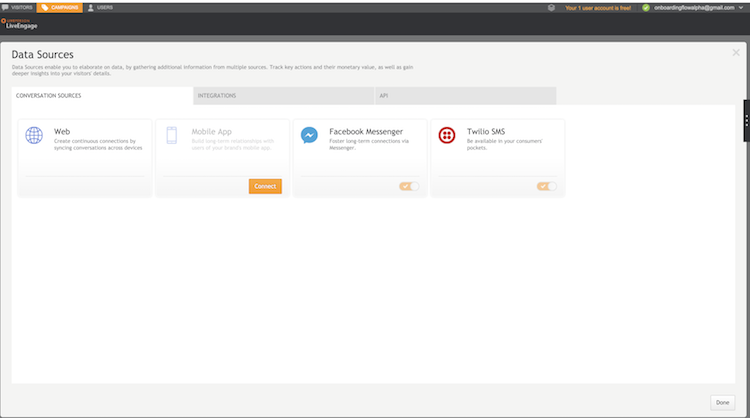 VISITORS
CAMPAIGNS
USERS
Your 1 user account is free!
onboardingflowalpha@gmail.com
LIVEPERSON
LiveEngage
Data Sources
Data Sources enable you to elaborate on data, by gathering additional information from multiple sources, Track key actions and their monetary value, as well as gain
deeper insights into your visitors' details.
CONVERSATION SOURCES
INTEGRATIONS
API
Web
Create continuous connections by
syncing conversations across devices
Mobile App
Build long-term relationships with
users of your brand's mobile app.
Connect
Facebook Messenger
Foster long-term connections via
Messenger.
Twilio SMS
Be available in your consumers'
pockets.
Done